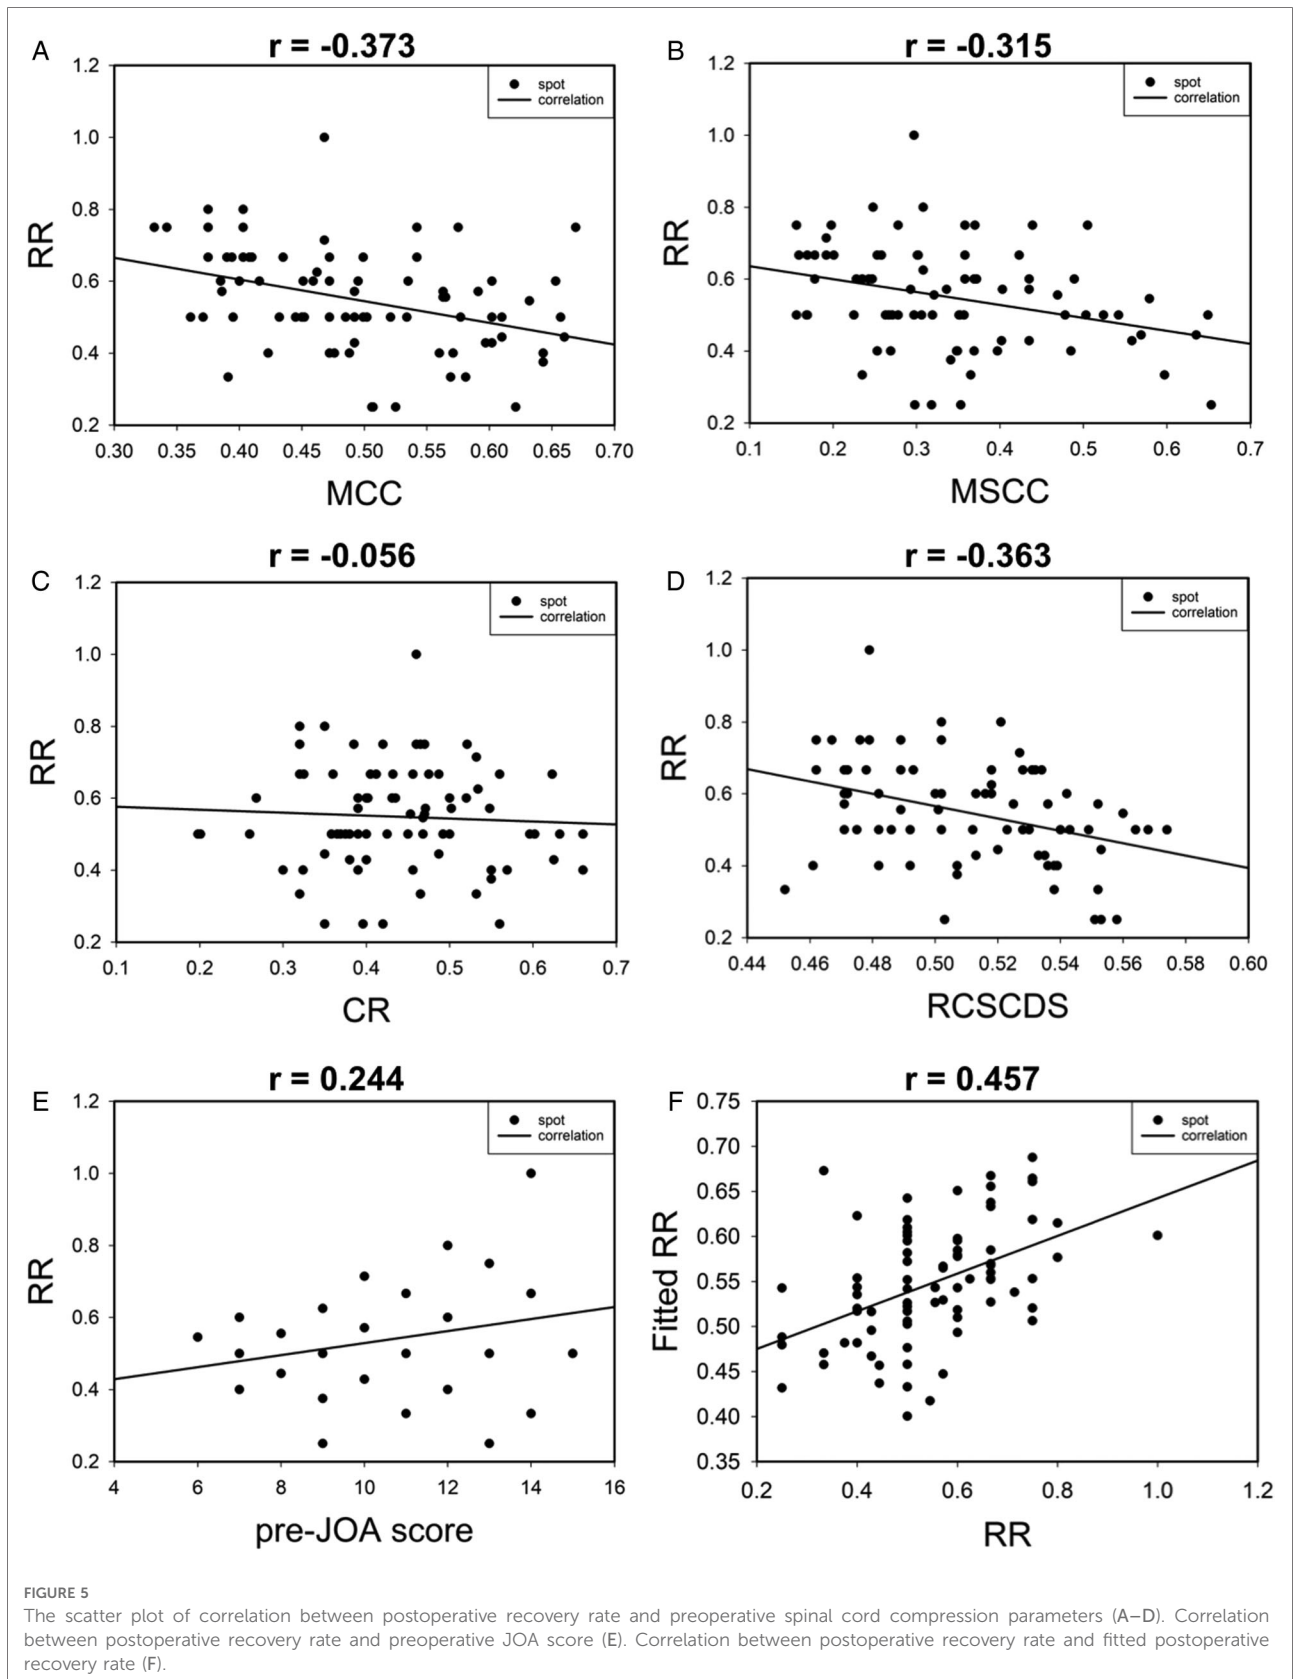 A
r = -0.373
1.2
1.0
0.8
0.6
0.4
0.2
RR
spot
correlation
0.30 0.35 0.40 0.45 0.50 0.55 0.60 0.65 0.70
MCC
B
r = -0.315
1.2
1.0
0.8
0.6
0.4
0.2
RR
spot
correlation
0.1 0.2 0.3 0.4 0.5 0.6 0.7
MSCC
C
r = -0.056
1.2
1.0
0.8
0.6
0.4
0.2
RR
spot
correlation
0.1 0.2 0.3 0.4 0.5 0.6 0.7
CR
D
r = -0.363
1.2
1.0
0.8
0.6
0.4
0.2
RR
spot
correlation
0.44 0.46 0.48 0.50 0.52 0.54 0.56 0.58 0.60
RCSCDS
E
r = 0.244
1.2
1.0
0.8
0.6
0.4
0.2
RR
spot
correlation
4 6 8 10 12 14 16
pre-JOA score
F
r = 0.457
0.75
0.70
0.65
0.60
0.55
0.50
0.45
0.40
0.35
Fitted RR
spot
correlation
0.2 0.4 0.6 0.8 1.0 1.2
RR
FIGURE 5
The scatter plot of correlation between postoperative recovery rate and preoperative spinal cord compression parameters (A–D). Correlation
between postoperative recovery rate and preoperative JOA score (E). Correlation between postoperative recovery rate and fitted postoperative
recovery rate (F).